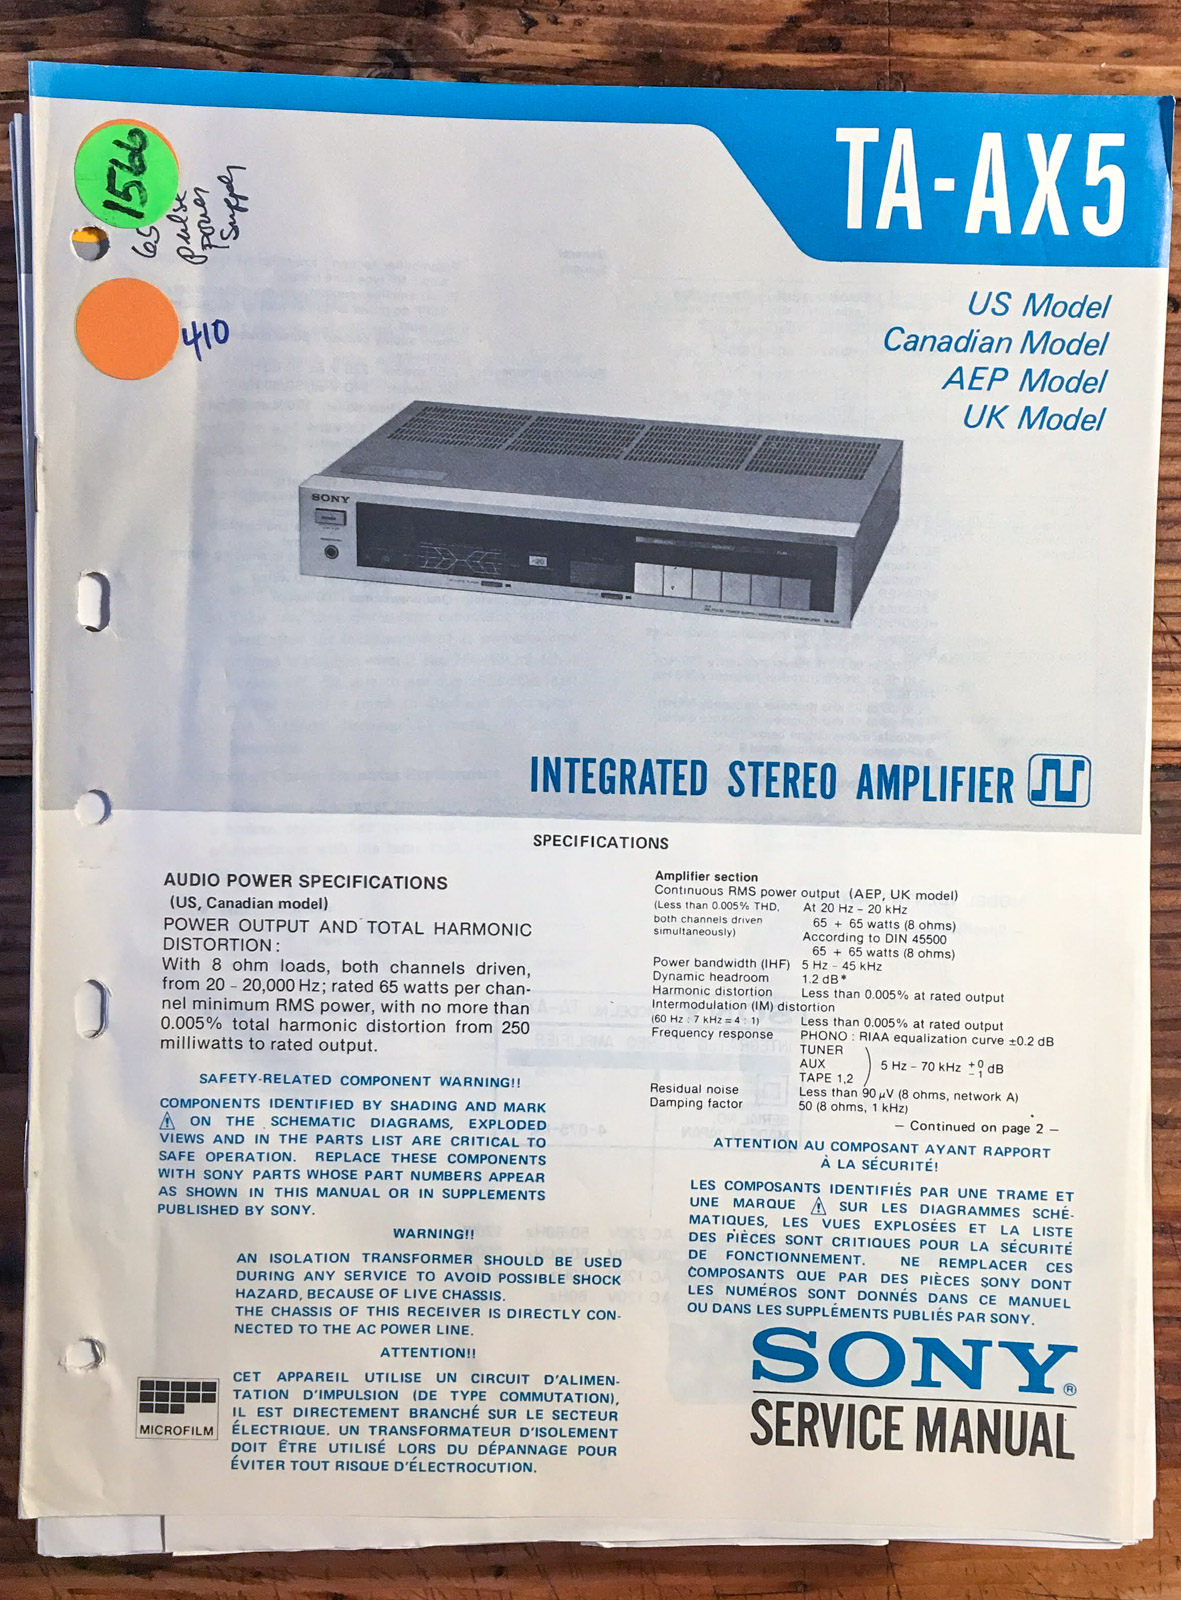 TA-AX5
1566
65
Pulse
Power
Supply
410
US Model
Canadian Model
AEP Model
UK Model
SONY
INTEGRATED STEREO AMPLIFIER
SPECIFICATIONS
AUDIO POWER SPECIFICATIONS
(US, Canadian model)
POWER OUTPUT AND TOTAL HARMONIC
DISTORTION:
With 8 ohm loads, both channels driven,
from 20 – 20,000 Hz; rated 65 watts per chan-
nel minimum RMS power, with no more than
0.005% total harmonic distortion from 250
milliwatts to rated output.
SAFETY-RELATED COMPONENT WARNING!!
COMPONENTS IDENTIFIED BY SHADING AND MARK
⚠ ON THE SCHEMATIC DIAGRAMS, EXPLODED
VIEWS AND IN THE PARTS LIST ARE CRITICAL TO
SAFE OPERATION. REPLACE THESE COMPONENTS
WITH SONY PARTS WHOSE PART NUMBERS APPEAR
AS SHOWN IN THIS MANUAL OR IN SUPPLEMENTS
PUBLISHED BY SONY.
WARNING!!
AN ISOLATION TRANSFORMER SHOULD BE USED
DURING ANY SERVICE TO AVOID POSSIBLE SHOCK
HAZARD, BECAUSE OF LIVE CHASSIS.
THE CHASSIS OF THIS RECEIVER IS DIRECTLY CON-
NECTED TO THE AC POWER LINE.
ATTENTION!!
CET APPAREIL UTILISE UN CIRCUIT D'ALIMEN-
TATION D'IMPULSION (DE TYPE COMMUTATION),
IL EST DIRECTEMENT BRANCHÉ SUR LE SECTEUR
ÉLECTRIQUE. UN TRANSFORMATEUR D'ISOLEMENT
DOIT ÊTRE UTILISÉ LORS DU DÉPANNAGE POUR
ÉVITER TOUT RISQUE D'ÉLECTROCUTION.
MICROFILM
Amplifier section
Continuous RMS power output (AEP, UK model)
(Less than 0.005% THD, At 20 Hz – 20 kHz
both channels driven 65 + 65 watts (8 ohms)
simultaneously) According to DIN 45500
65 + 65 watts (8 ohms)
Power bandwidth (IHF) 5 Hz – 45 kHz
Dynamic headroom 1.2 dB*
Harmonic distortion Less than 0.005% at rated output
Intermodulation (IM) distortion
(60 Hz : 7 kHz = 4 : 1) Less than 0.005% at rated output
Frequency response PHONO : RIAA equalization curve ±0.2 dB
TUNER
AUX 5 Hz – 70 kHz +0 −1 dB
TAPE 1,2
Residual noise Less than 90 μV (8 ohms, network A)
Damping factor 50 (8 ohms, 1 kHz)
– Continued on page 2 –
ATTENTION AU COMPOSANT AYANT RAPPORT
À LA SÉCURITÉ!
LES COMPOSANTS IDENTIFIÉS PAR UNE TRAME ET
UNE MARQUE ⚠ SUR LES DIAGRAMMES SCHÉ-
MATIQUES, LES VUES EXPLOSÉES ET LA LISTE
DES PIÈCES SONT CRITIQUES POUR LA SÉCURITÉ
DE FONCTIONNEMENT. NE REMPLACER CES
COMPOSANTS QUE PAR DES PIÈCES SONY DONT
LES NUMÉROS SONT DONNÉS DANS CE MANUEL
OU DANS LES SUPPLÉMENTS PUBLIÉS PAR SONY.
SONY®
SERVICE MANUAL